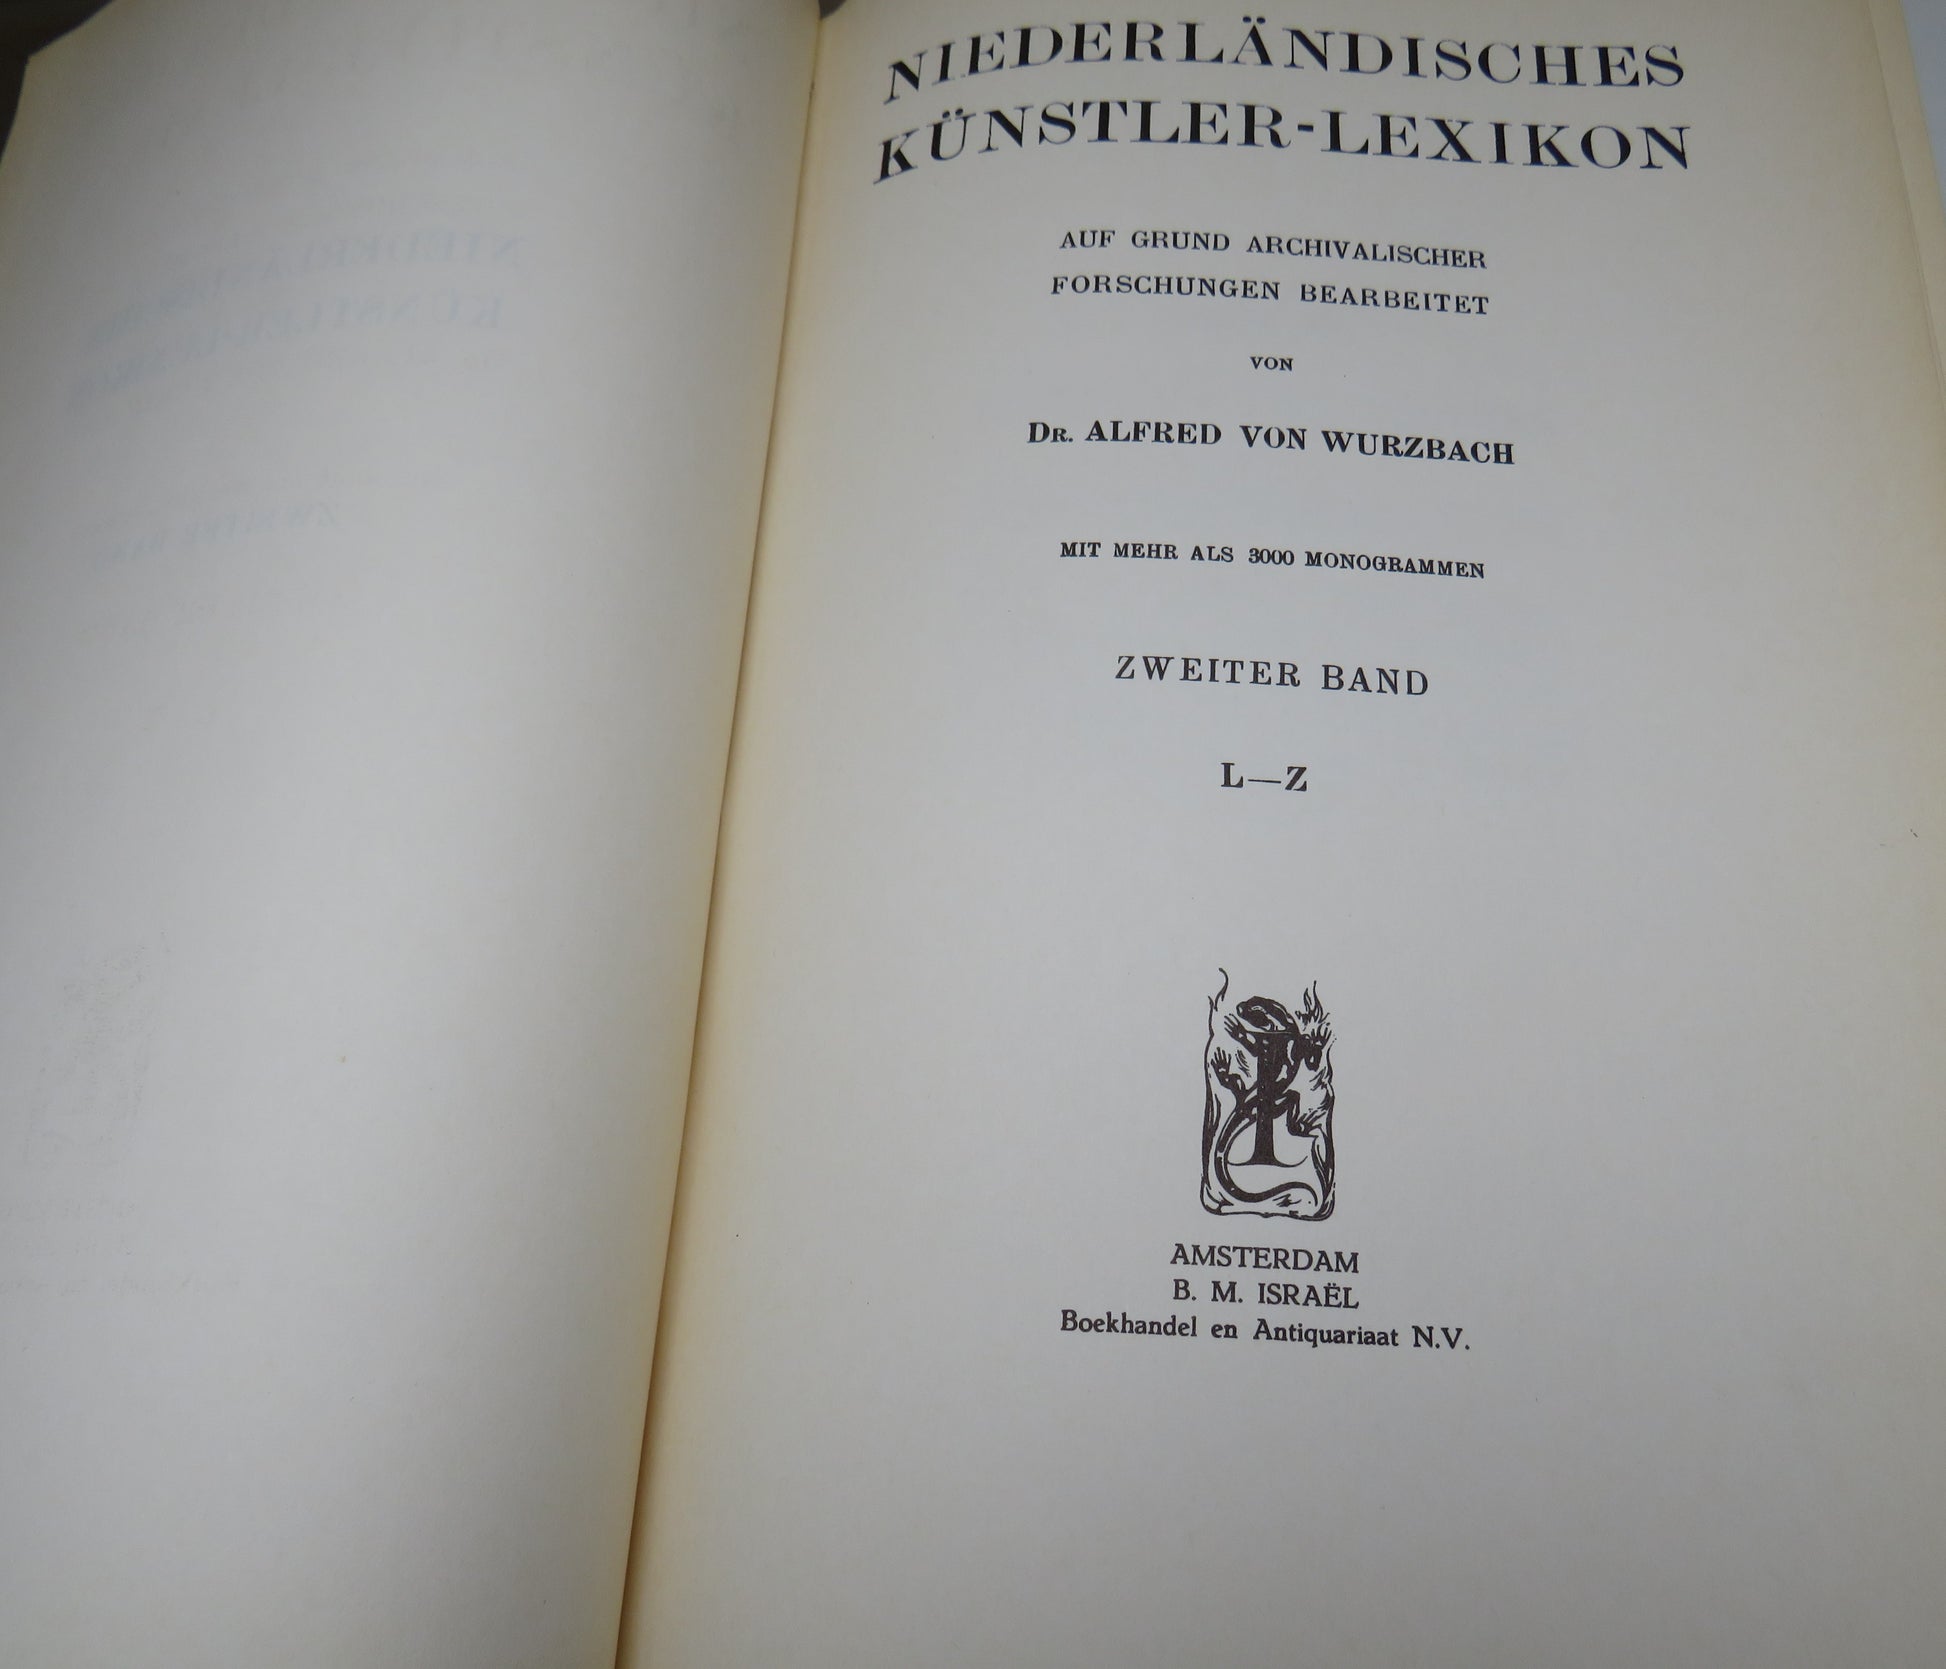 NIEDERLÄNDISCHES
KÜNSTLER-LEXIKON
AUF GRUND ARCHIVALISCHER
FORSCHUNGEN BEARBEITET
VON
DR. ALFRED VON WURZBACH
MIT MEHR ALS 3000 MONOGRAMMEN
ZWEITER BAND
L—Z
AMSTERDAM
B. M. ISRAËL
Boekhandel en Antiquariaat N.V.